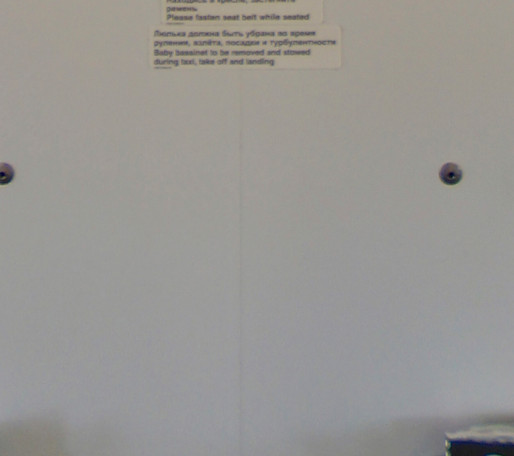 Находясь в кресле, застегните
ремень.
Please fasten seat belt while seated
Люлька должна быть убрана во время
руления, взлёта, посадки и турбулентности
Baby bassinet to be removed and stowed
during taxi, take off and landing